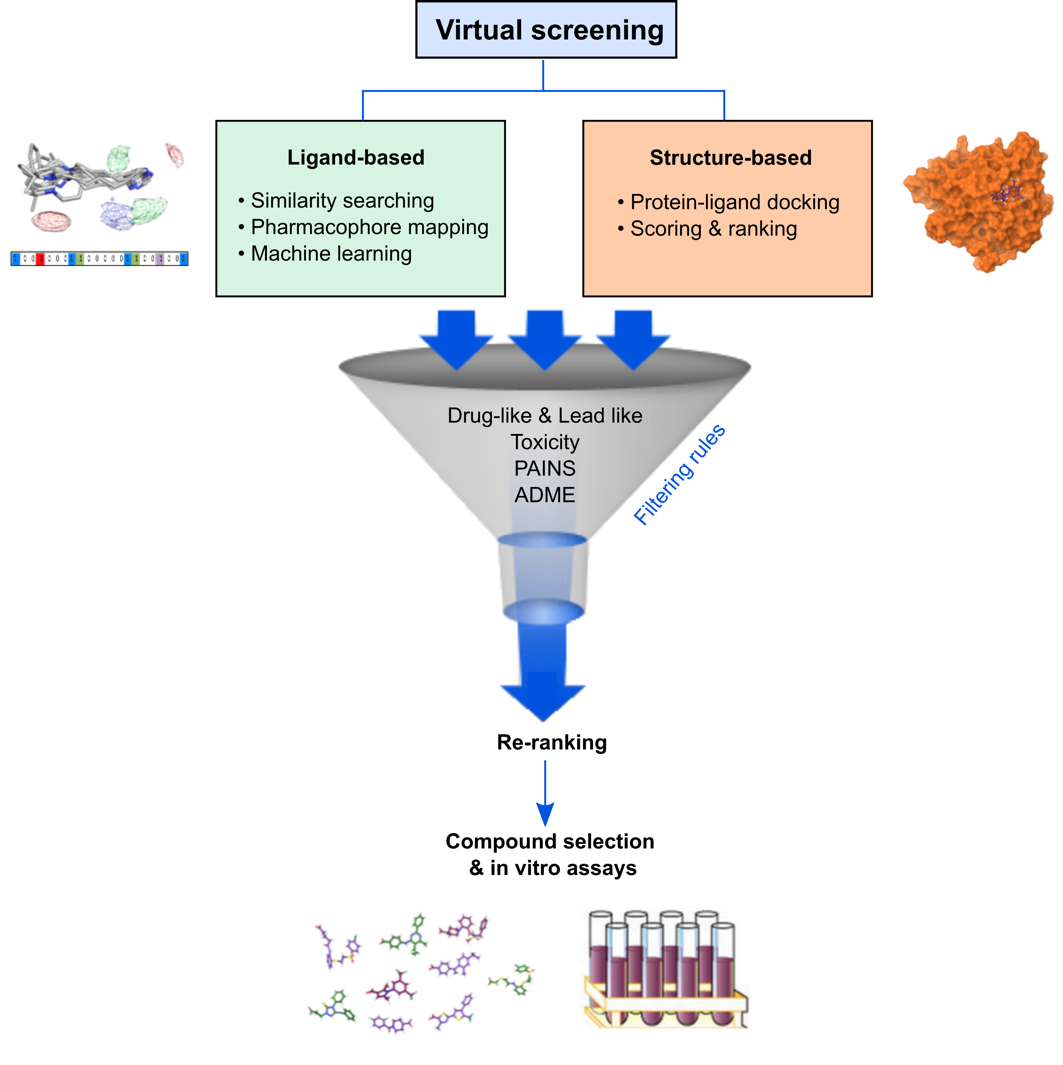 Virtual screening
Ligand-based
• Similarity searching
• Pharmacophore mapping
• Machine learning
Structure-based
• Protein-ligand docking
• Scoring & ranking
Drug-like & Lead like
Toxicity
PAINS
ADME
Filtering rules
Re-ranking
Compound selection
& in vitro assays